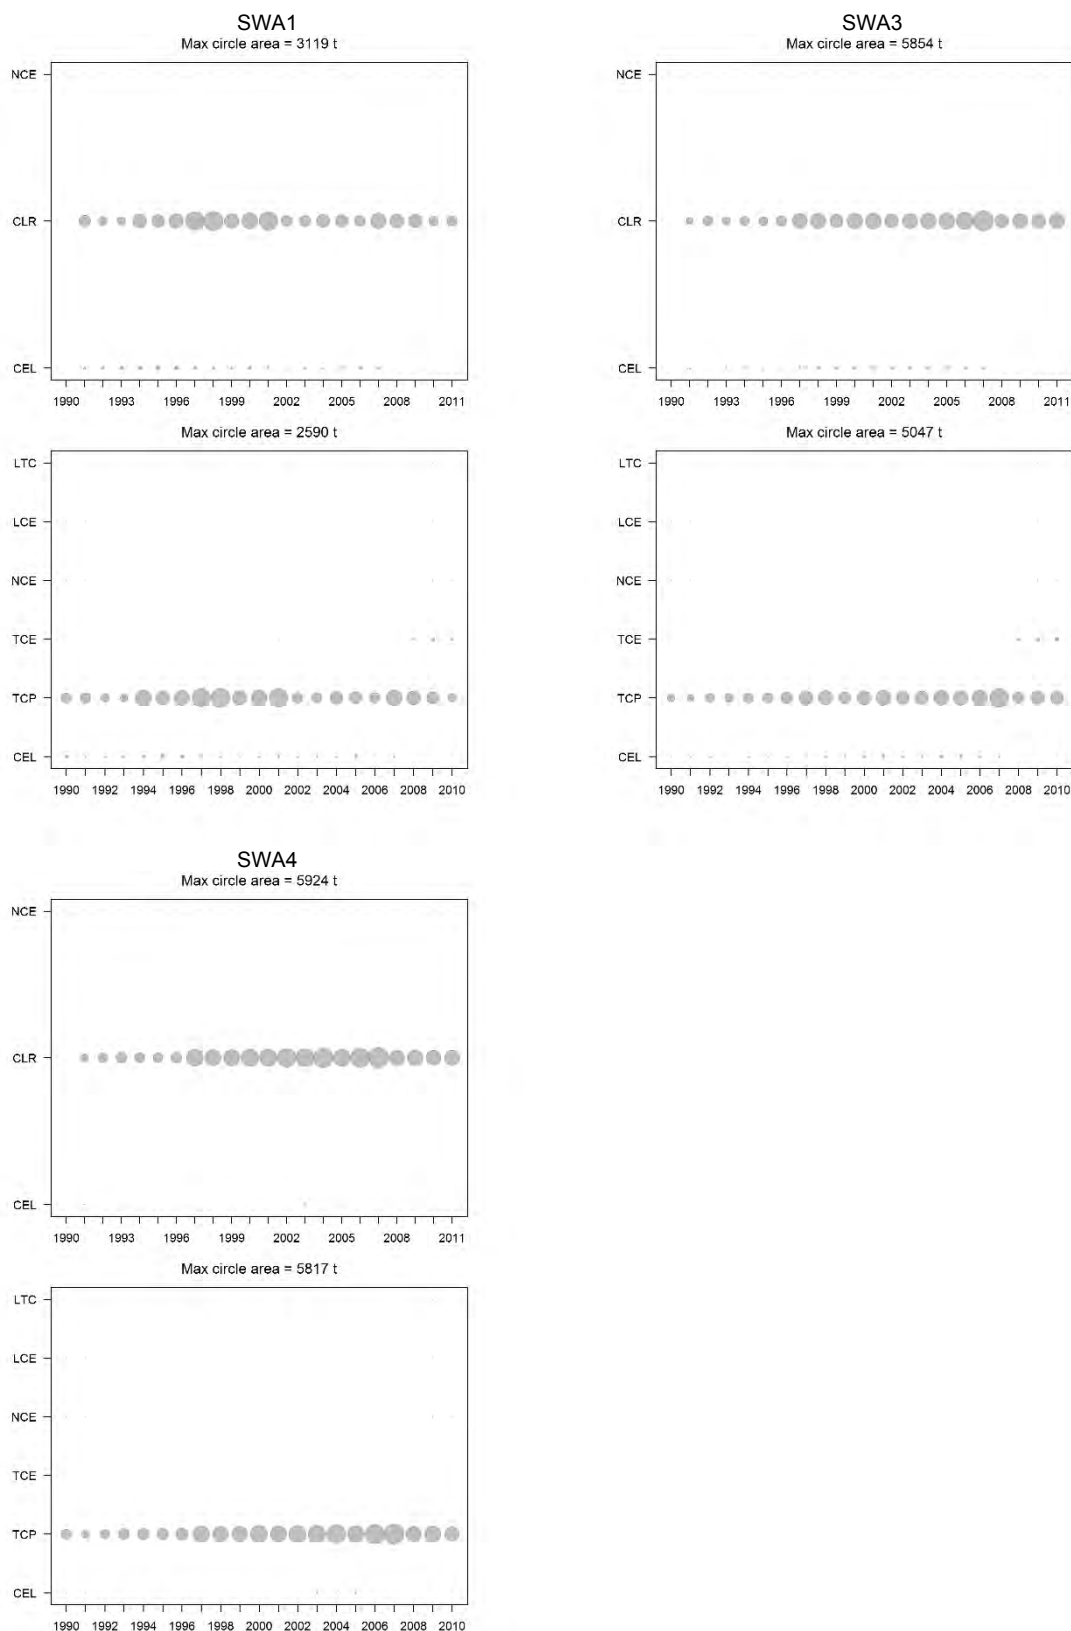 SWA1
Max circle area = 3119 t
NCE
CLR
CEL
1990 1993 1996 1999 2002 2005 2008 2011
Max circle area = 2590 t
LTC
LCE
NCE
TCE
TCP
CEL
1990 1992 1994 1996 1998 2000 2002 2004 2006 2008 2010
SWA3
Max circle area = 5854 t
NCE
CLR
CEL
1990 1993 1996 1999 2002 2005 2008 2011
Max circle area = 5047 t
LTC
LCE
NCE
TCE
TCP
CEL
1990 1992 1994 1996 1998 2000 2002 2004 2006 2008 2010
SWA4
Max circle area = 5924 t
NCE
CLR
CEL
1990 1993 1996 1999 2002 2005 2008 2011
Max circle area = 5817 t
LTC
LCE
NCE
TCE
TCP
CEL
1990 1992 1994 1996 1998 2000 2002 2004 2006 2008 2010